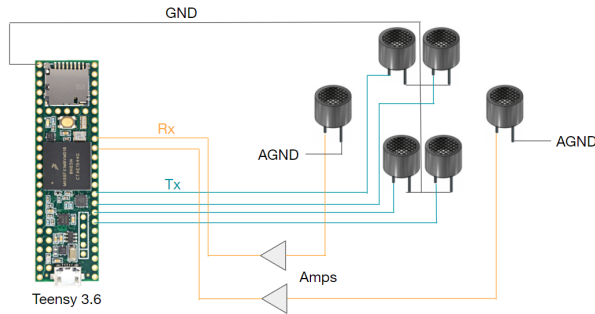 GND
Rx
AGND
AGND
Tx
Amps
Teensy 3.6